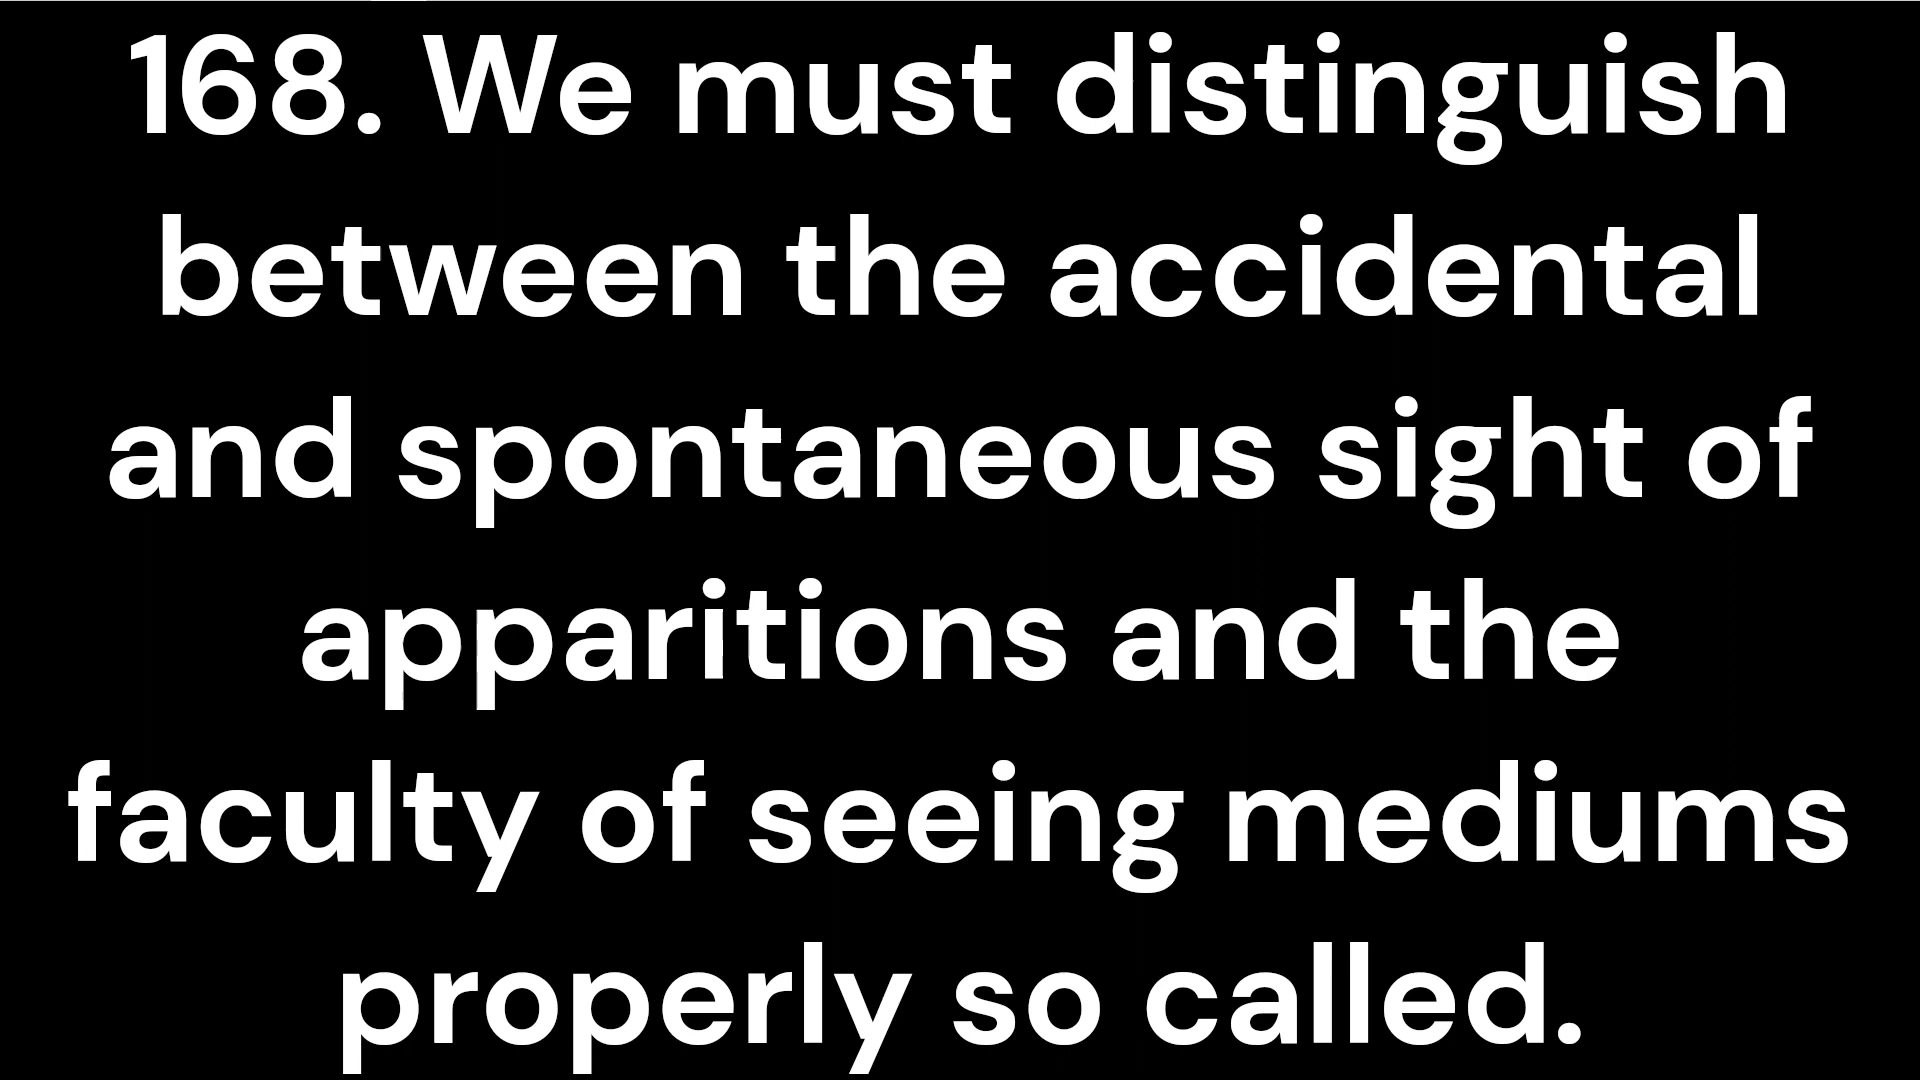 168. We must distinguish
between the accidental
and spontaneous sight of
apparitions and the
faculty of seeing mediums
properly so called.